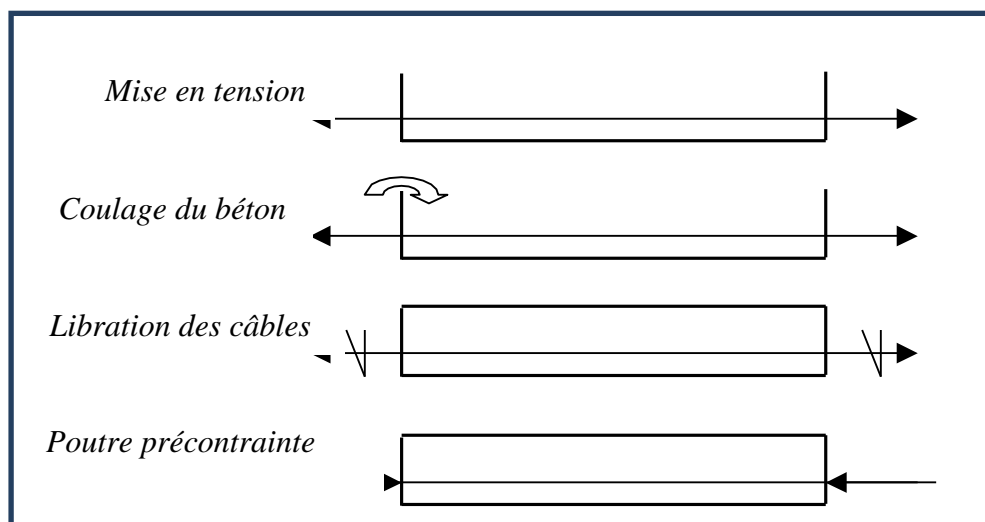 Mise en tension
Coulage du béton
Libration des câbles
Poutre précontrainte